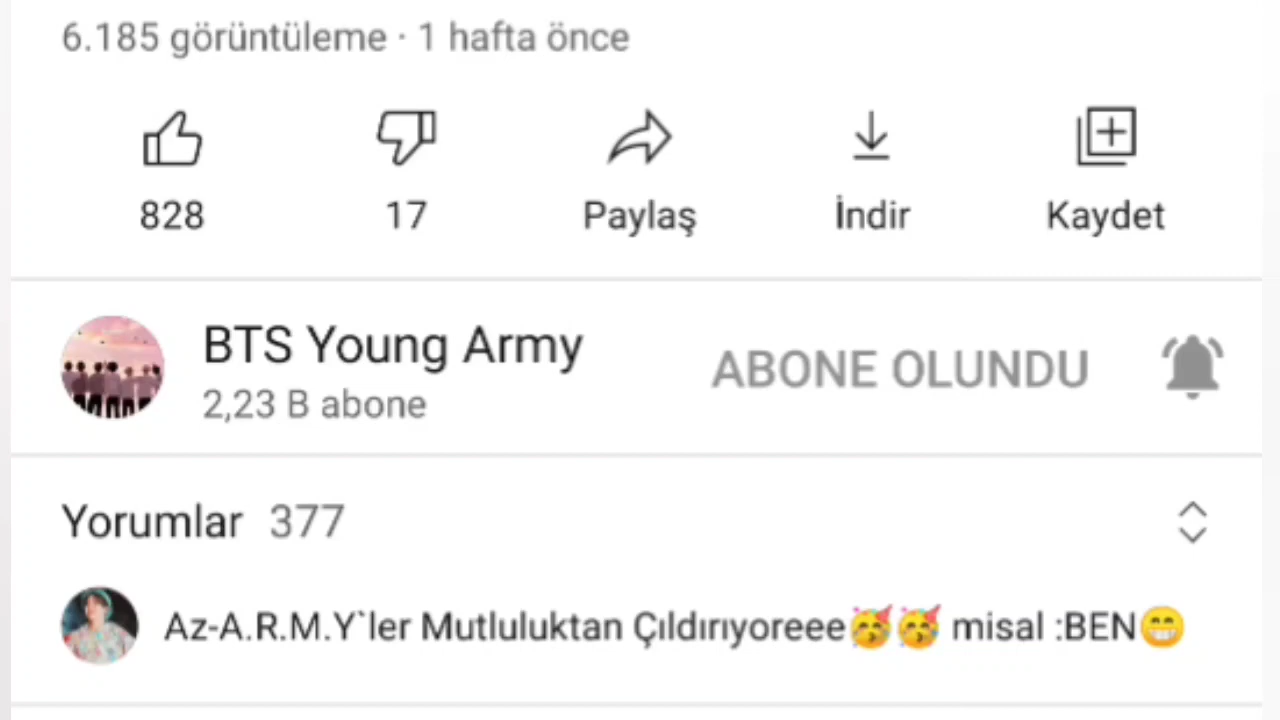 6.185 görüntüleme · 1 hafta önce
828 17 Paylaş İndir Kaydet
BTS Young Army
2,23 B abone
ABONE OLUNDU
Yorumlar 377
Az-A.R.M.Y`ler Mutluluktan Çıldırıyoreee🥳🥳 misal :BEN😁